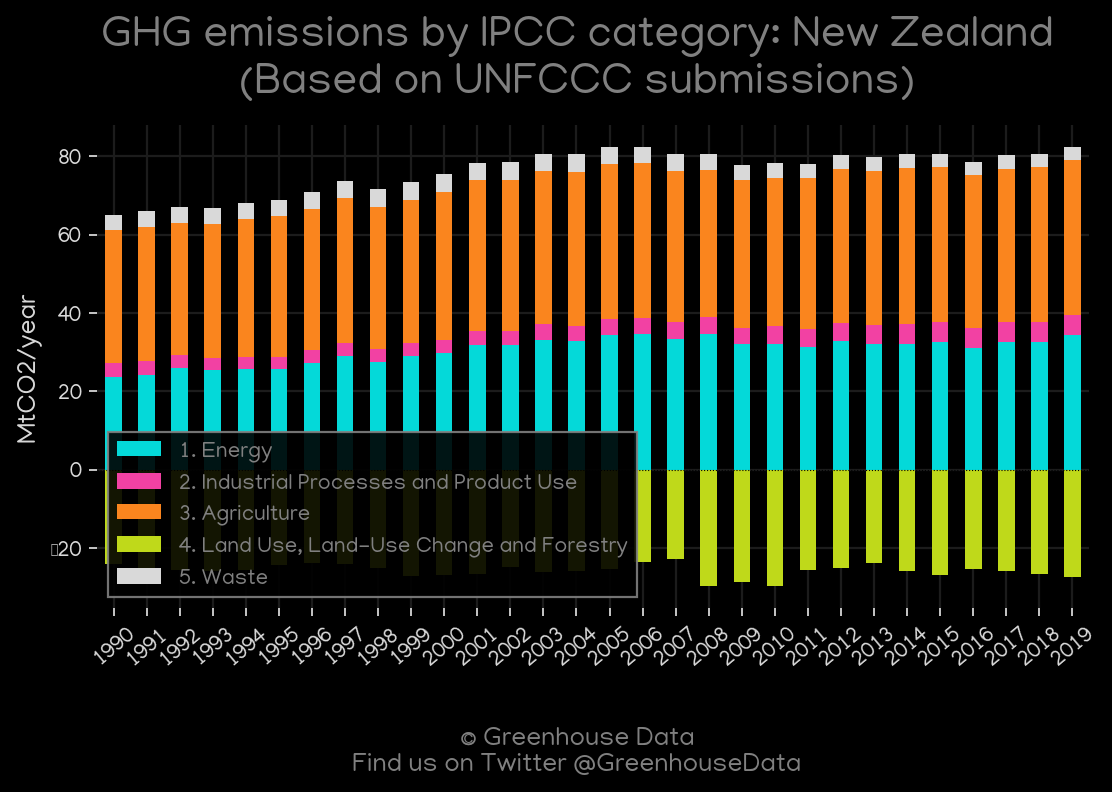 GHG emissions by IPCC category: New Zealand
(Based on UNFCCC submissions)
MtCO2/year
80
60
40
20
0
▯20
1. Energy
2. Industrial Processes and Product Use
3. Agriculture
4. Land Use, Land-Use Change and Forestry
5. Waste
1990 1991 1992 1993 1994 1995 1996 1997 1998 1999 2000 2001 2002 2003 2004 2005 2006 2007 2008 2009 2010 2011 2012 2013 2014 2015 2016 2017 2018 2019
© Greenhouse Data
Find us on Twitter @GreenhouseData